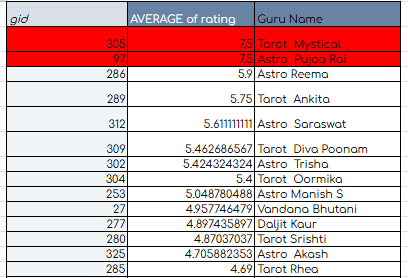 gid AVERAGE of rating Guru Name
305 7.5 Tarot Mystical
97 7.5 Astro Pujaa Rai
286 5.9 Astro Reema
289 5.75 Tarot Ankita
312 5.611111111 Astro Saraswat
309 5.462686567 Tarot Diva Poonam
302 5.424324324 Astro Trisha
304 5.4 Tarot Oormika
253 5.048780488 Astro Manish S
27 4.957746479 Vandana Bhutani
277 4.897435897 Daljit Kaur
280 4.87037037 Tarot Srishti
325 4.705882353 Astro Akash
285 4.69 Tarot Rhea